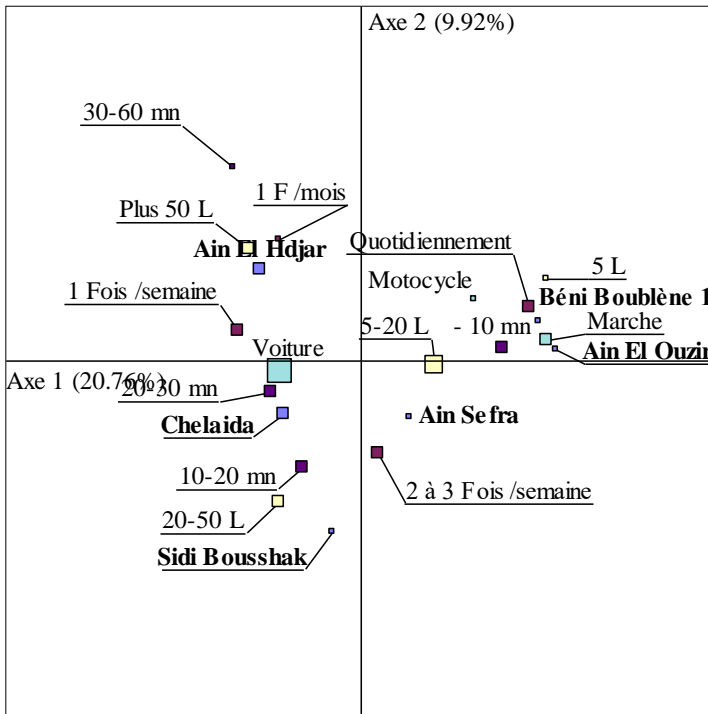 Axe 2 (9.92%)
30-60 mn
1 F /mois
Plus 50 L
Ain El Hdjar
Quotidiennement
5 L
Motocycle
Béni Boublène 1
1 Fois /semaine
5-20 L
- 10 mn
Marche
Voiture
Ain El Ouzin
Axe 1 (20.76%)
20-30 mn
Chelaida
Ain Sefra
10-20 mn
2 à 3 Fois /semaine
20-50 L
Sidi Bousshak